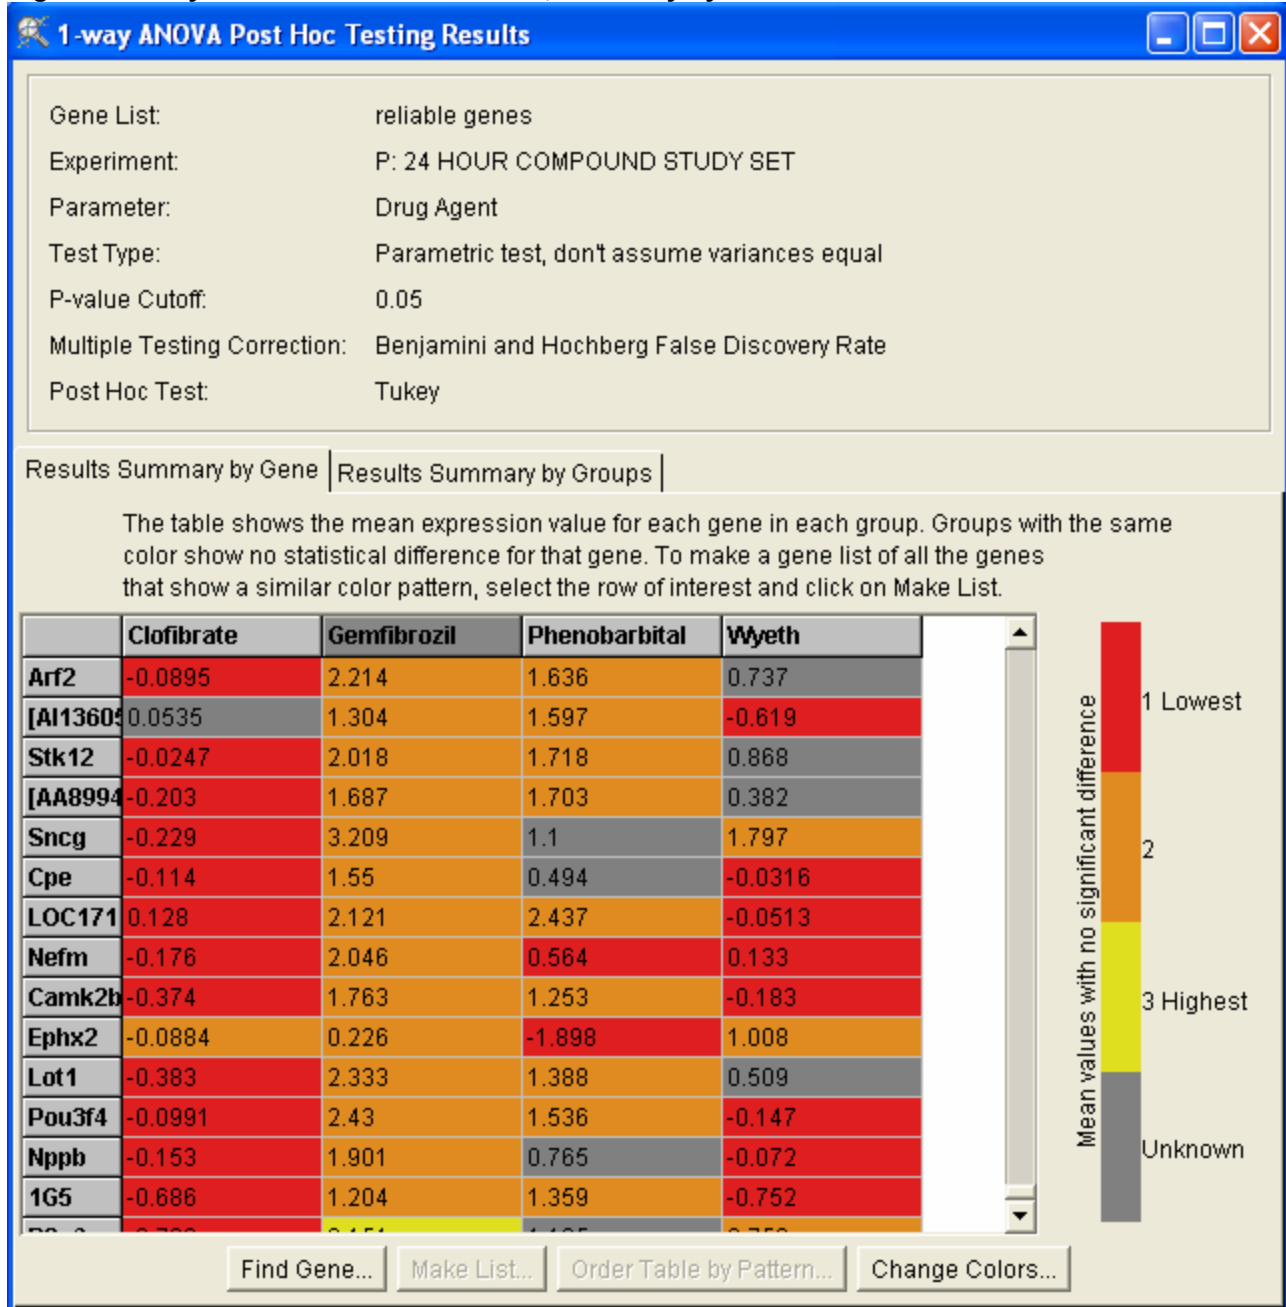 1-way ANOVA Post Hoc Testing Results
Gene List: reliable genes
Experiment: P: 24 HOUR COMPOUND STUDY SET
Parameter: Drug Agent
Test Type: Parametric test, don't assume variances equal
P-value Cutoff: 0.05
Multiple Testing Correction: Benjamini and Hochberg False Discovery Rate
Post Hoc Test: Tukey
Results Summary by Gene Results Summary by Groups
The table shows the mean expression value for each gene in each group. Groups with the same
color show no statistical difference for that gene. To make a gene list of all the genes
that show a similar color pattern, select the row of interest and click on Make List.
Clofibrate Gemfibrozil Phenobarbital Wyeth
Arf2 -0.0895 2.214 1.636 0.737
[AI13605 0.0535 1.304 1.597 -0.619
Stk12 -0.0247 2.018 1.718 0.868
[AA8994 -0.203 1.687 1.703 0.382
Sncg -0.229 3.209 1.1 1.797
Cpe -0.114 1.55 0.494 -0.0316
LOC171 0.128 2.121 2.437 -0.0513
Nefm -0.176 2.046 0.564 0.133
Camk2b -0.374 1.763 1.253 -0.183
Ephx2 -0.0884 0.226 -1.898 1.008
Lot1 -0.383 2.333 1.388 0.509
Pou3f4 -0.0991 2.43 1.536 -0.147
Nppb -0.153 1.901 0.765 -0.072
1G5 -0.686 1.204 1.359 -0.752
Mean values with no significant difference
1 Lowest
2
3 Highest
Unknown
Find Gene... Make List... Order Table by Pattern... Change Colors...